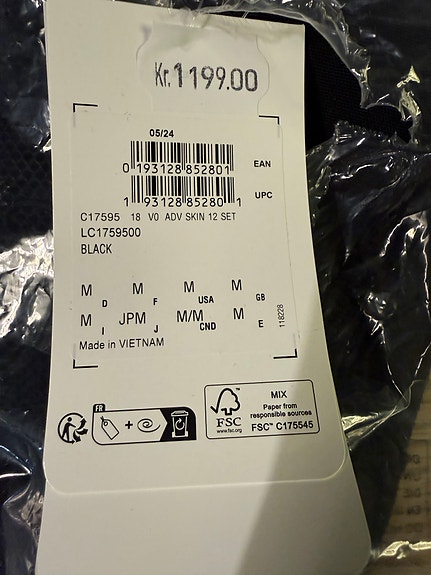 Kr.1199.00
05/24
0 193128 852801
EAN
1 93128 85280 1
UPC
C17595 18 V0 ADV SKIN 12 SET
LC1759500
BLACK
M D M F M USA M GB
M I JPM J M/M CND M E
118228
Made in VIETNAM
FR
+
FSC
www.fsc.org
MIX
Paper from
responsible sources
FSC™ C175545